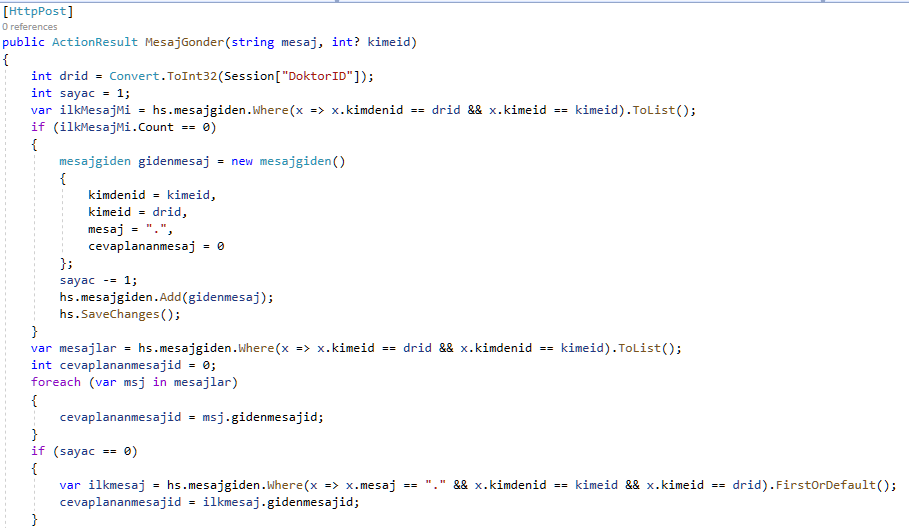 [HttpPost]
0 references
public ActionResult MesajGonder(string mesaj, int? kimeid)
{
int drid = Convert.ToInt32(Session["DoktorID"]);
int sayac = 1;
var ilkMesajMi = hs.mesajgiden.Where(x => x.kimdenid == drid && x.kimeid == kimeid).ToList();
if (ilkMesajMi.Count == 0)
{
mesajgiden gidenmesaj = new mesajgiden()
{
kimdenid = kimeid,
kimeid = drid,
mesaj = ".",
cevaplananmesaj = 0
};
sayac -= 1;
hs.mesajgiden.Add(gidenmesaj);
hs.SaveChanges();
}
var mesajlar = hs.mesajgiden.Where(x => x.kimeid == drid && x.kimdenid == kimeid).ToList();
int cevaplananmesajid = 0;
foreach (var msj in mesajlar)
{
cevaplananmesajid = msj.gidenmesajid;
}
if (sayac == 0)
{
var ilkmesaj = hs.mesajgiden.Where(x => x.mesaj == "." && x.kimdenid == kimeid && x.kimeid == drid).FirstOrDefault();
cevaplananmesajid = ilkmesaj.gidenmesajid;
}